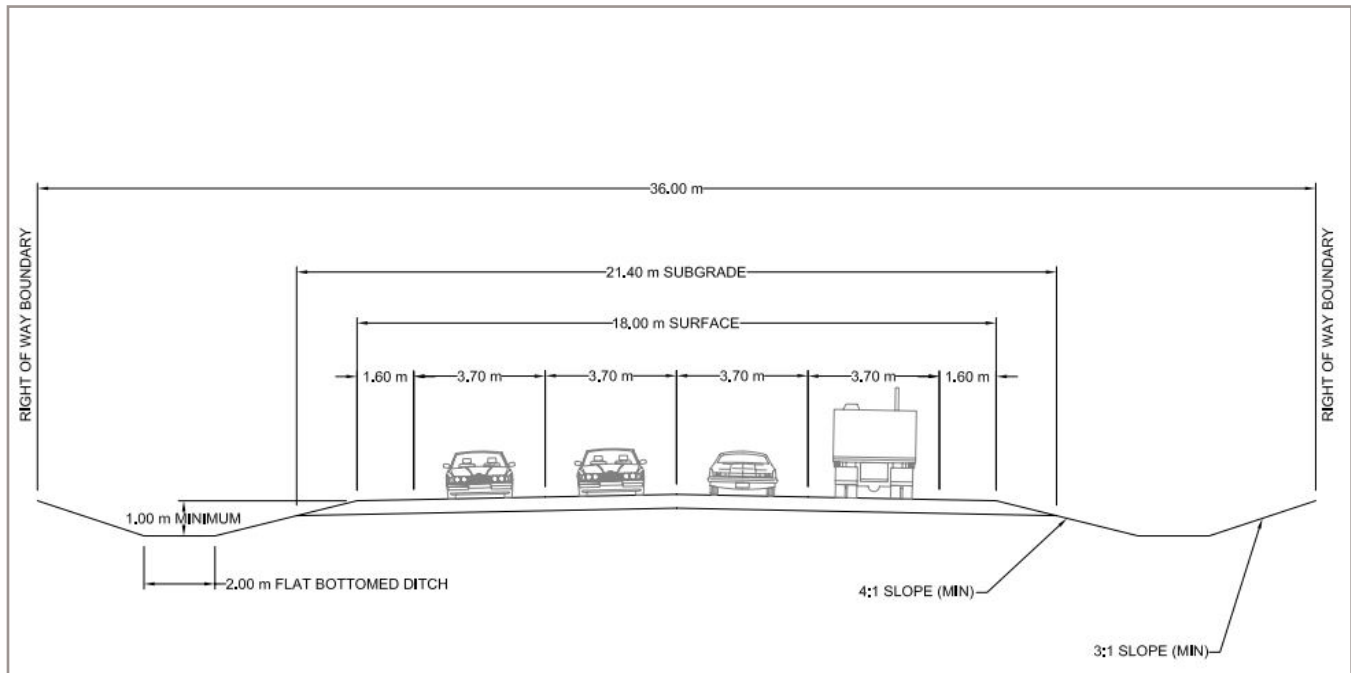 36.00 m
RIGHT OF WAY BOUNDARY
RIGHT OF WAY BOUNDARY
21.40 m SUBGRADE
18.00 m SURFACE
1.60 m
3.70 m
3.70 m
3.70 m
3.70 m
1.60 m
1.00 m MINIMUM
2.00 m FLAT BOTTOMED DITCH
4:1 SLOPE (MIN)
3:1 SLOPE (MIN)